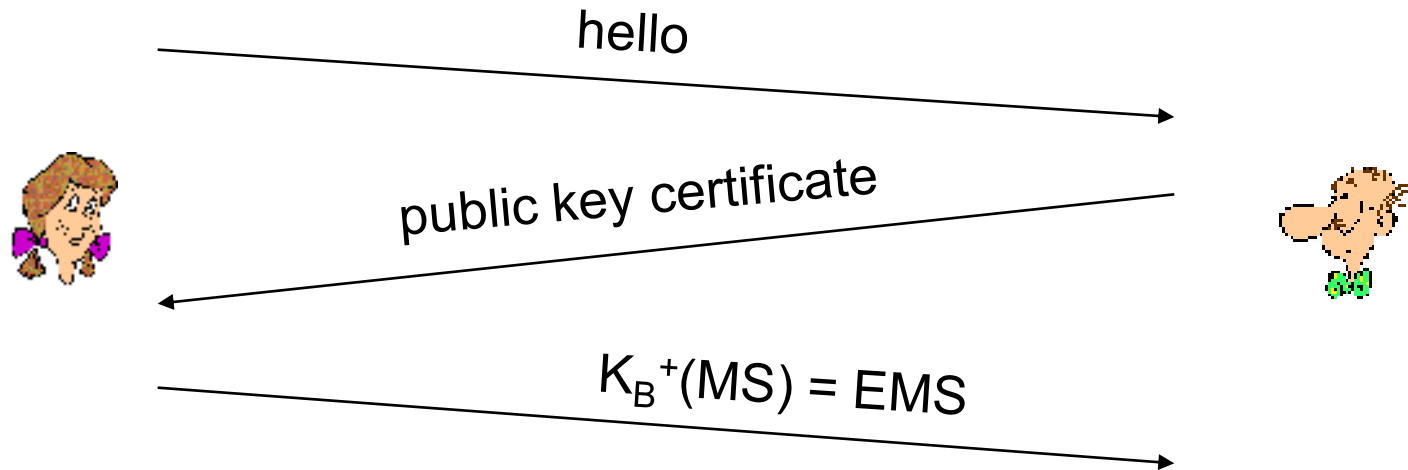 hello
public key certificate
K_B^+(MS) = EMS